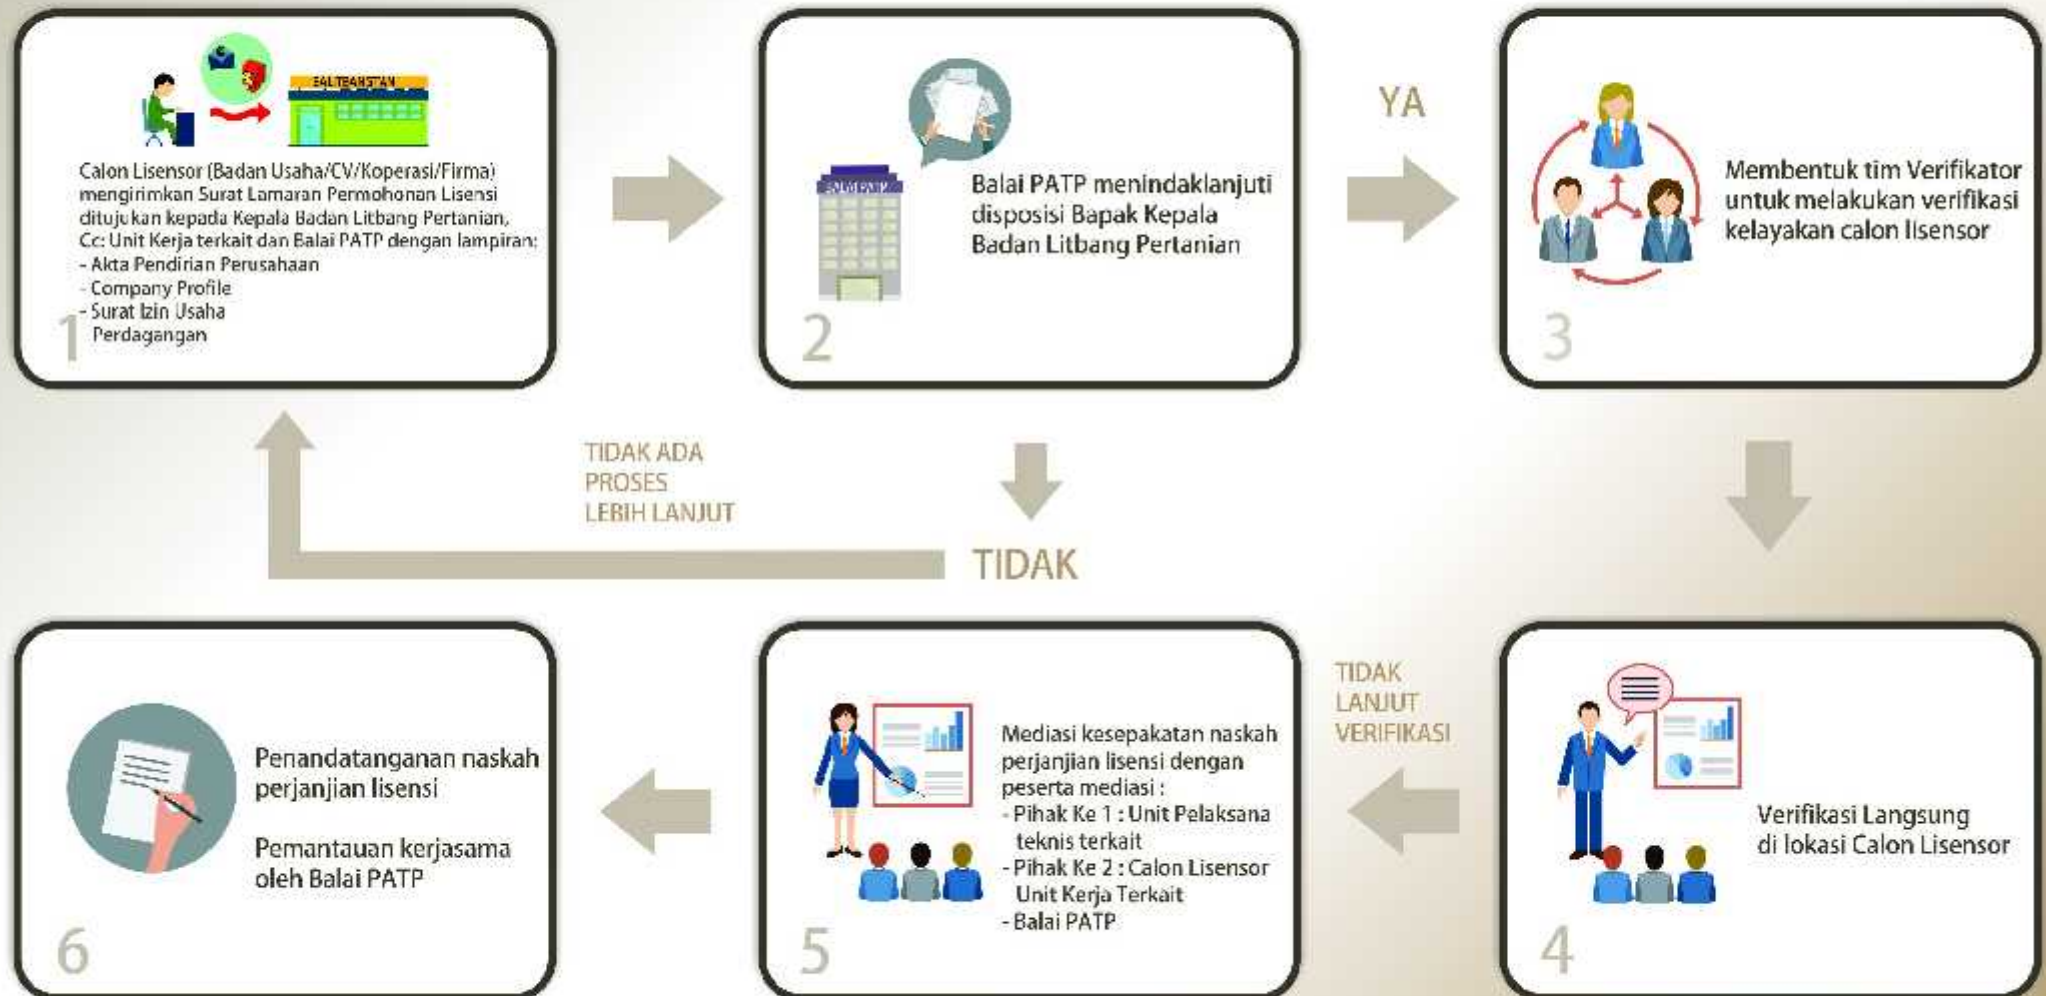 BALITBANGTAN
Calon Lisensor (Badan Usaha/CV/Koperasi/Firma)
mengirimkan Surat Lamaran Permohonan Lisensi
ditujukan kepada Kepala Badan Litbang Pertanian,
Cc: Unit Kerja terkait dan Balai PATP dengan lampiran:
- Akta Pendirian Perusahaan
- Company Profile
- Surat Izin Usaha
Perdagangan
1
BALAI PATP
Balai PATP menindaklanjuti
disposisi Bapak Kepala
Badan Litbang Pertanian
2
YA
Membentuk tim Verifikator
untuk melakukan verifikasi
kelayakan calon lisensor
3
TIDAK ADA
PROSES
LEBIH LANJUT
TIDAK
Verifikasi Langsung
di lokasi Calon Lisensor
4
TIDAK
LANJUT
VERIFIKASI
Mediasi kesepakatan naskah
perjanjian lisensi dengan
peserta mediasi :
- Pihak Ke 1 : Unit Pelaksana
teknis terkait
- Pihak Ke 2 : Calon Lisensor
Unit Kerja Terkait
- Balai PATP
5
Penandatanganan naskah
perjanjian lisensi
Pemantauan kerjasama
oleh Balai PATP
6